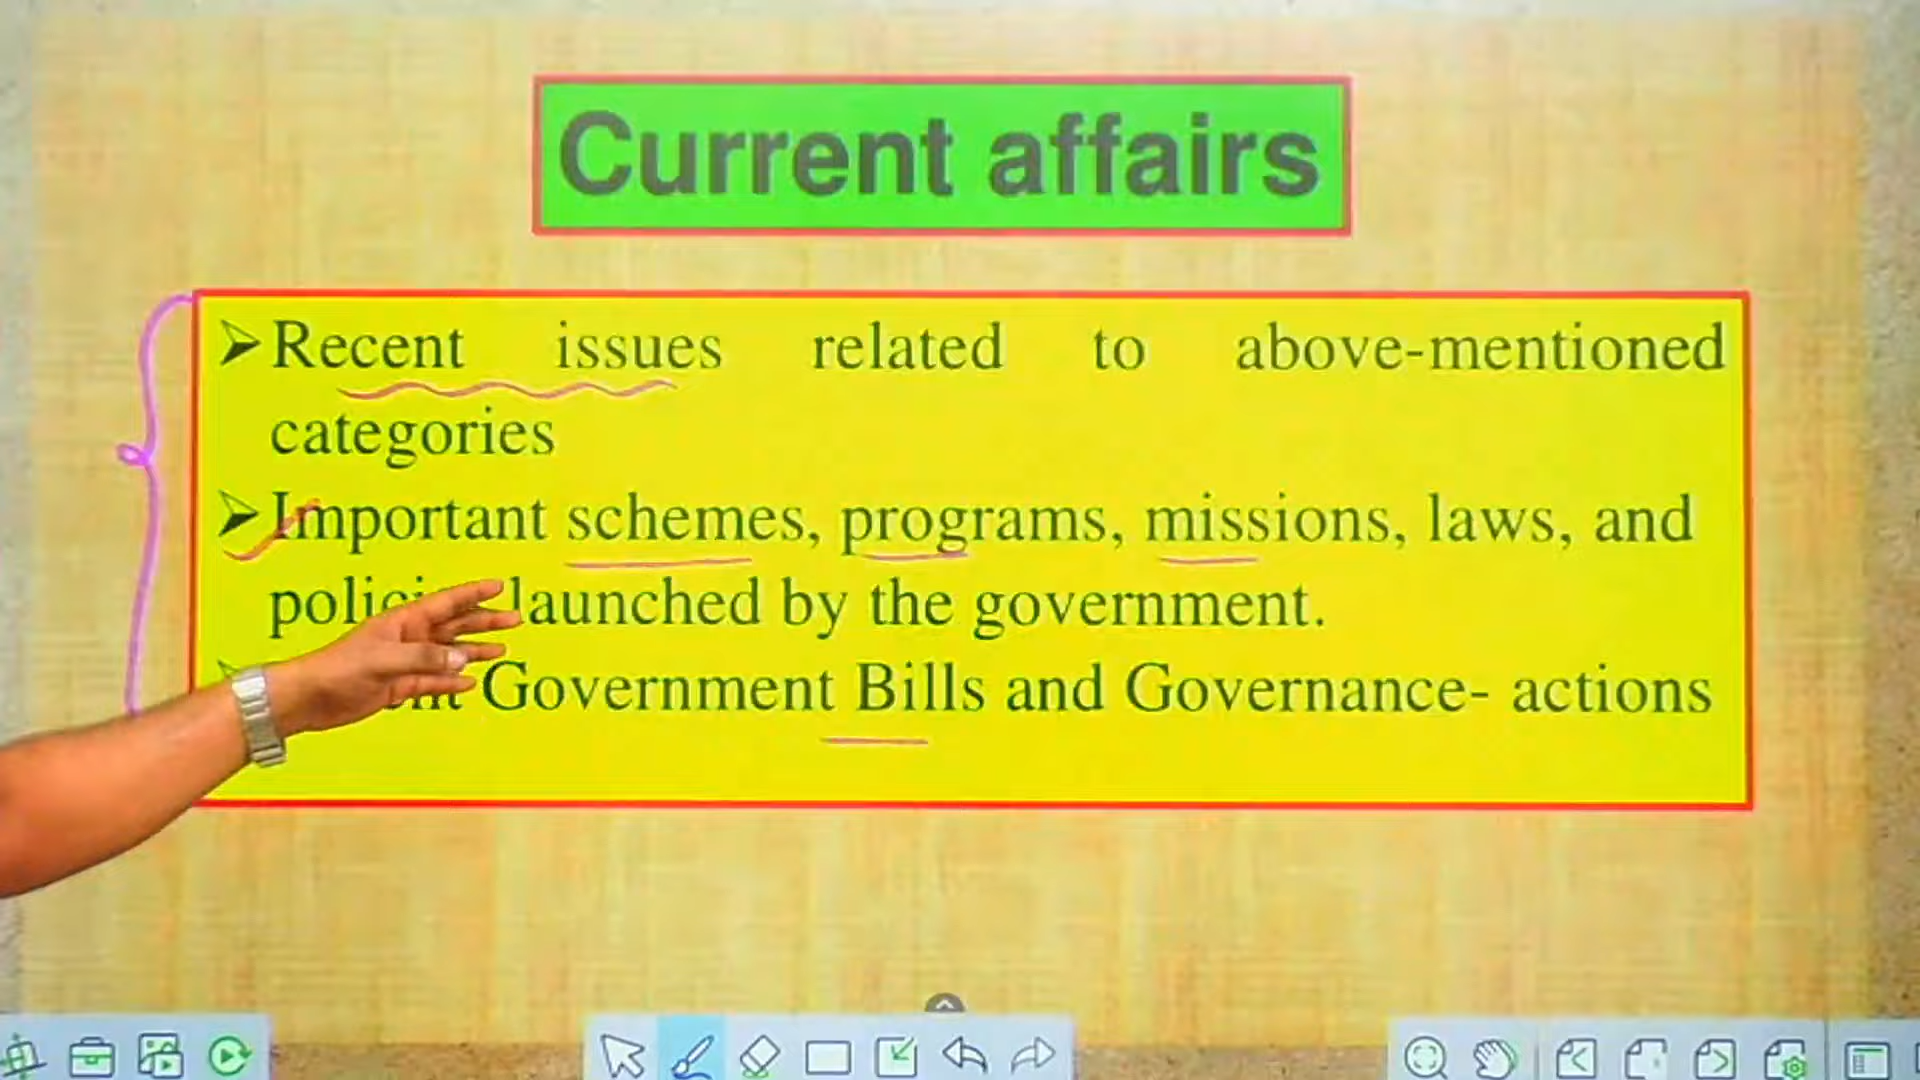 Current affairs
Recent issues related to above-mentioned
categories
Important schemes, programs, missions, laws, and
launched by the government.
Government Bills and Governance- actions